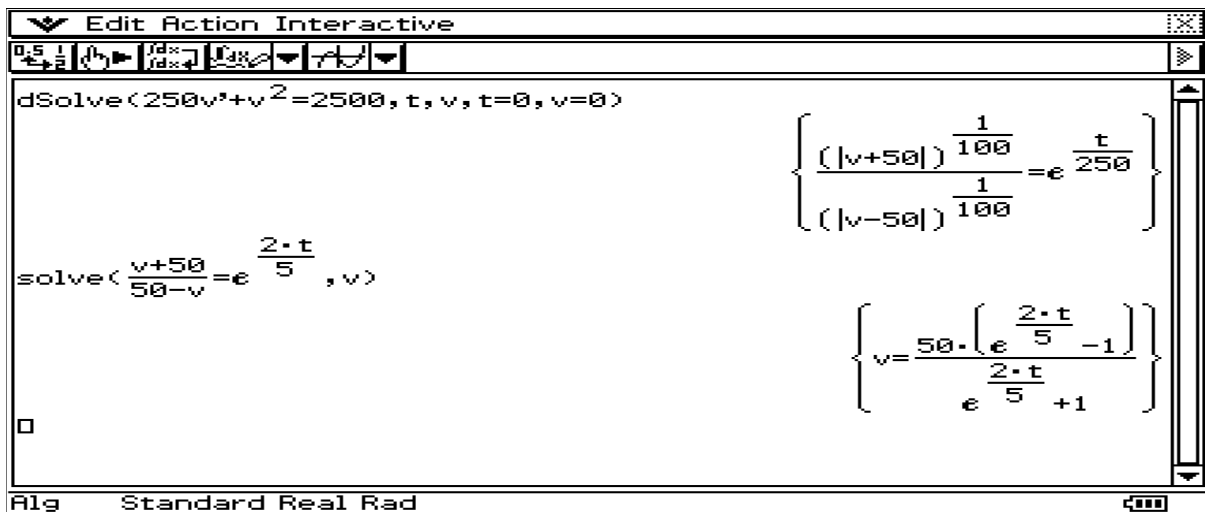 Edit Action Interactive
dSolve(250v'+v^2=2500,t,v,t=0,v=0)
{(|v+50|)^(1/100)/(|v-50|)^(1/100)=e^(t/250)}
solve((v+50)/(50-v)=e^(2·t/5),v)
{v=50·(e^(2·t/5)-1)/(e^(2·t/5)+1)}
Alg Standard Real Rad